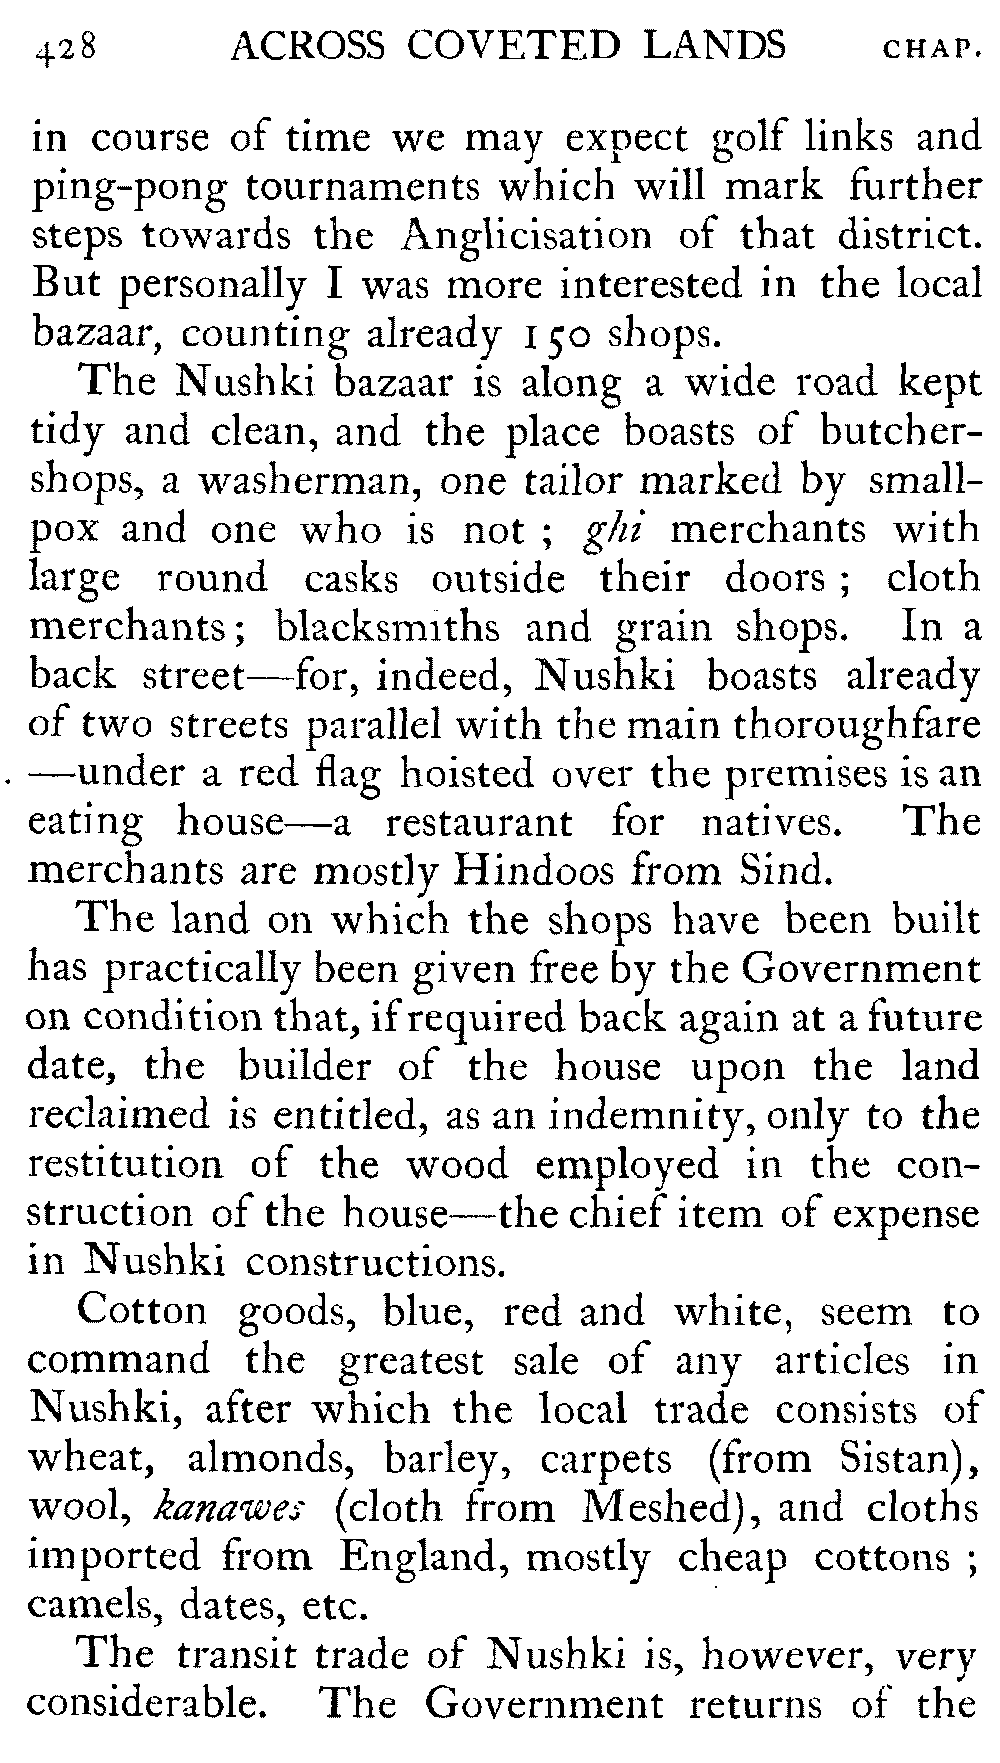 428 ACROSS COVETED LANDS CHAP.
in course of time we may expect golf links and
ping-pong tournaments which will mark further
steps towards the Anglicisation of that district.
But personally I was more interested in the local
bazaar, counting already 150 shops.
The Nushki bazaar is along a wide road kept
tidy and clean, and the place boasts of butcher-
shops, a washerman, one tailor marked by small-
pox and one who is not ; ghi merchants with
large round casks outside their doors ; cloth
merchants ; blacksmiths and grain shops. In a
back street—for, indeed, Nushki boasts already
of two streets parallel with the main thoroughfare
—under a red flag hoisted over the premises is an
eating house—a restaurant for natives. The
merchants are mostly Hindoos from Sind.
The land on which the shops have been built
has practically been given free by the Government
on condition that, if required back again at a future
date, the builder of the house upon the land
reclaimed is entitled, as an indemnity, only to the
restitution of the wood employed in the con-
struction of the house—the chief item of expense
in Nushki constructions.
Cotton goods, blue, red and white, seem to
command the greatest sale of any articles in
Nushki, after which the local trade consists of
wheat, almonds, barley, carpets (from Sistan),
wool, kanawes (cloth from Meshed), and cloths
imported from England, mostly cheap cottons ;
camels, dates, etc.
The transit trade of Nushki is, however, very
considerable. The Government returns of the